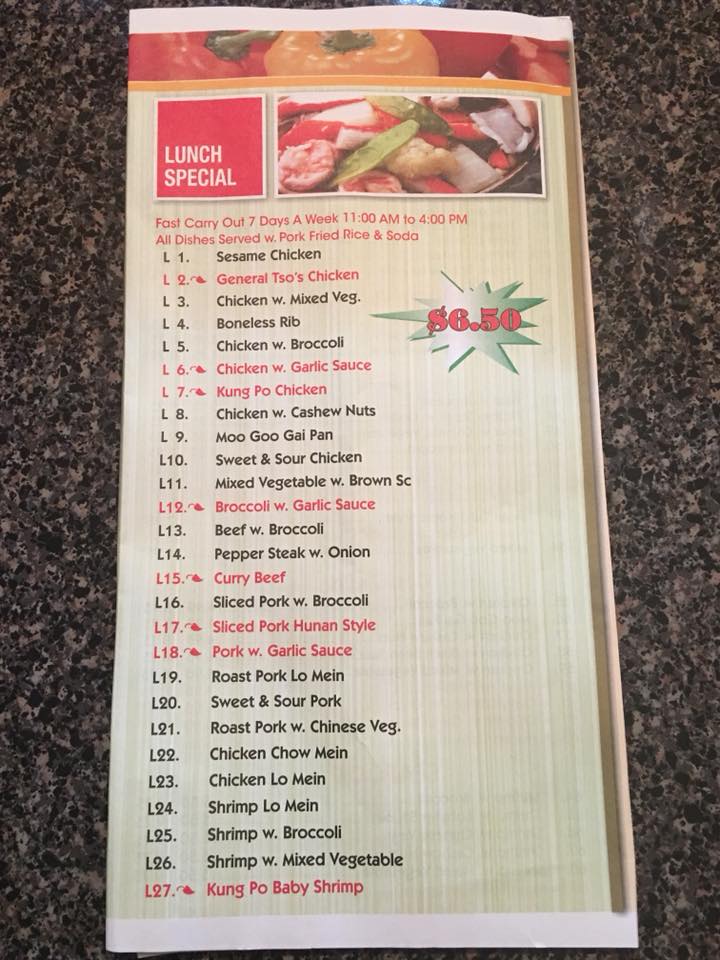 LUNCH
SPECIAL
Fast Carry Out 7 Days A Week 11:00 AM to 4:00 PM
All Dishes Served w. Pork Fried Rice & Soda
$6.50
L 1. Sesame Chicken
L 2. General Tso's Chicken
L 3. Chicken w. Mixed Veg.
L 4. Boneless Rib
L 5. Chicken w. Broccoli
L 6. Chicken w. Garlic Sauce
L 7. Kung Po Chicken
L 8. Chicken w. Cashew Nuts
L 9. Moo Goo Gai Pan
L10. Sweet & Sour Chicken
L11. Mixed Vegetable w. Brown Sc
L12. Broccoli w. Garlic Sauce
L13. Beef w. Broccoli
L14. Pepper Steak w. Onion
L15. Curry Beef
L16. Sliced Pork w. Broccoli
L17. Sliced Pork Hunan Style
L18. Pork w. Garlic Sauce
L19. Roast Pork Lo Mein
L20. Sweet & Sour Pork
L21. Roast Pork w. Chinese Veg.
L22. Chicken Chow Mein
L23. Chicken Lo Mein
L24. Shrimp Lo Mein
L25. Shrimp w. Broccoli
L26. Shrimp w. Mixed Vegetable
L27. Kung Po Baby Shrimp